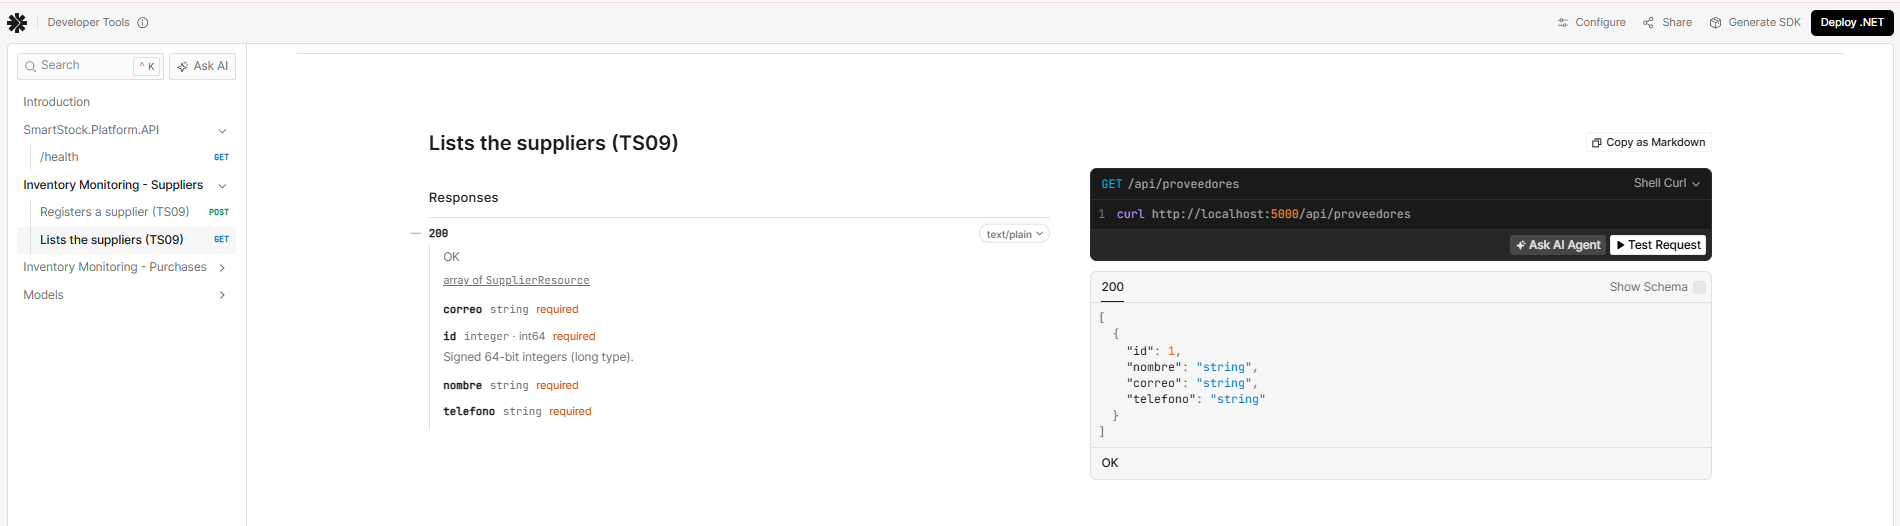 Developer Tools
Configure
Share
Generate SDK
Deploy .NET
Search
^ K
Ask AI
Introduction
SmartStock.Platform.API
/health GET
Inventory Monitoring - Suppliers
Registers a supplier (TS09) POST
Lists the suppliers (TS09) GET
Inventory Monitoring - Purchases
Models
Lists the suppliers (TS09)
Copy as Markdown
Responses
200
text/plain
OK
array of SupplierResource
correo string required
id integer · int64 required
Signed 64-bit integers (long type).
nombre string required
telefono string required
GET /api/proveedores
Shell Curl
1 curl http://localhost:5000/api/proveedores
Ask AI Agent
Test Request
200
Show Schema
[
{
"id": 1,
"nombre": "string",
"correo": "string",
"telefono": "string"
}
]
OK